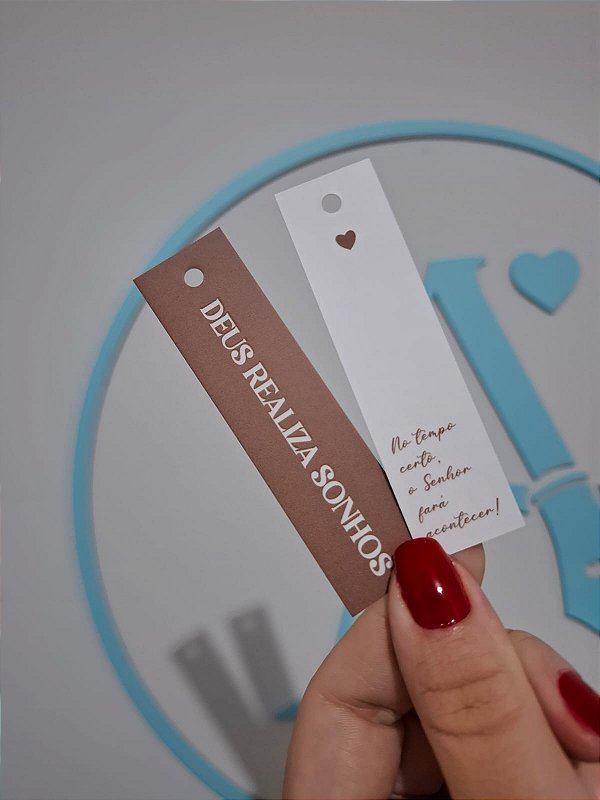 DEUS REALIZA SONHOS
No tempo
certo,
o Senhor
fará
acontecer!